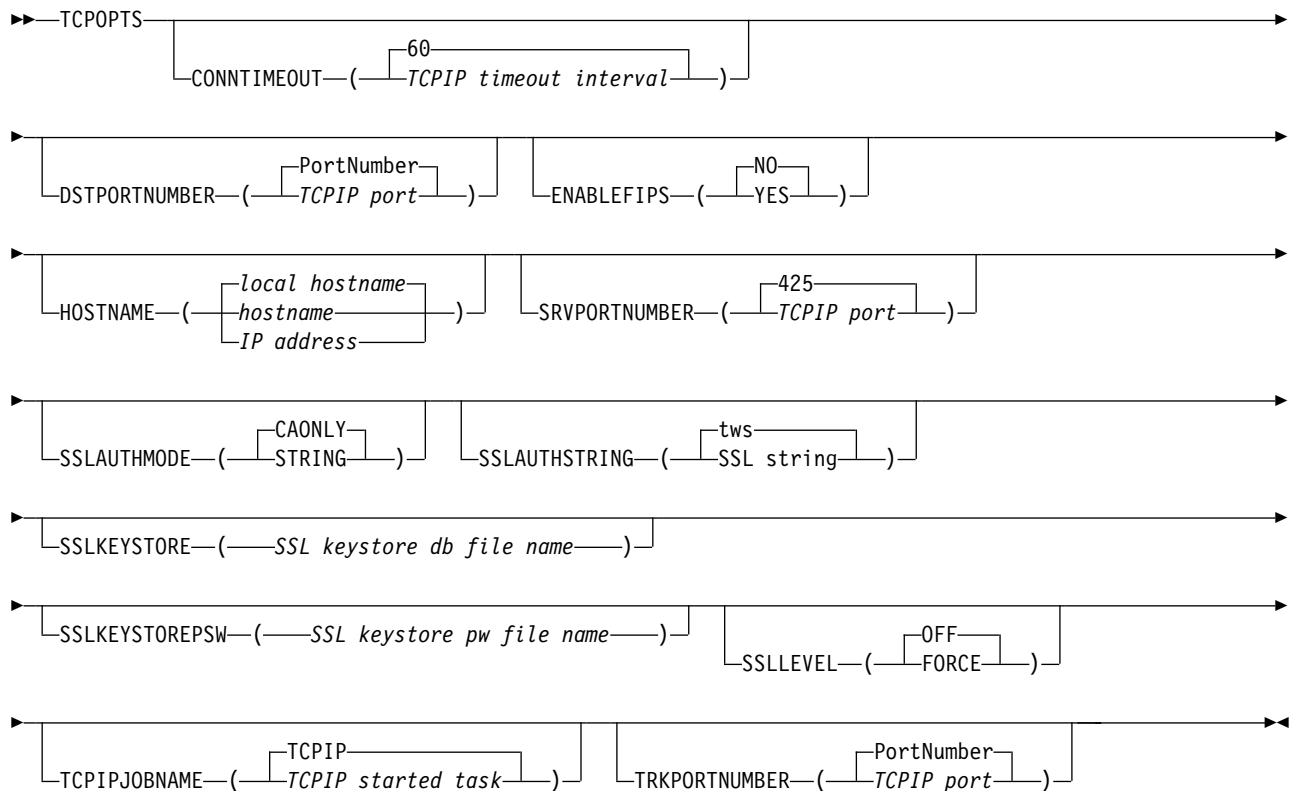 TCPOPTS
60
CONNTIMEOUT ( TCPIP timeout interval )
PortNumber
DSTPORTNUMBER ( TCPIP port )
NO
ENABLEFIPS ( YES )
local hostname
HOSTNAME ( hostname )
IP address
425
SRVPORTNUMBER ( TCPIP port )
CAONLY
SSLAUTHMODE ( STRING )
tws
SSLAUTHSTRING ( SSL string )
SSLKEYSTORE ( SSL keystore db file name )
SSLKEYSTOREPSW ( SSL keystore pw file name )
OFF
SSLLEVEL ( FORCE )
TCPIP
TCPIPJOBNAME ( TCPIP started task )
PortNumber
TRKPORTNUMBER ( TCPIP port )